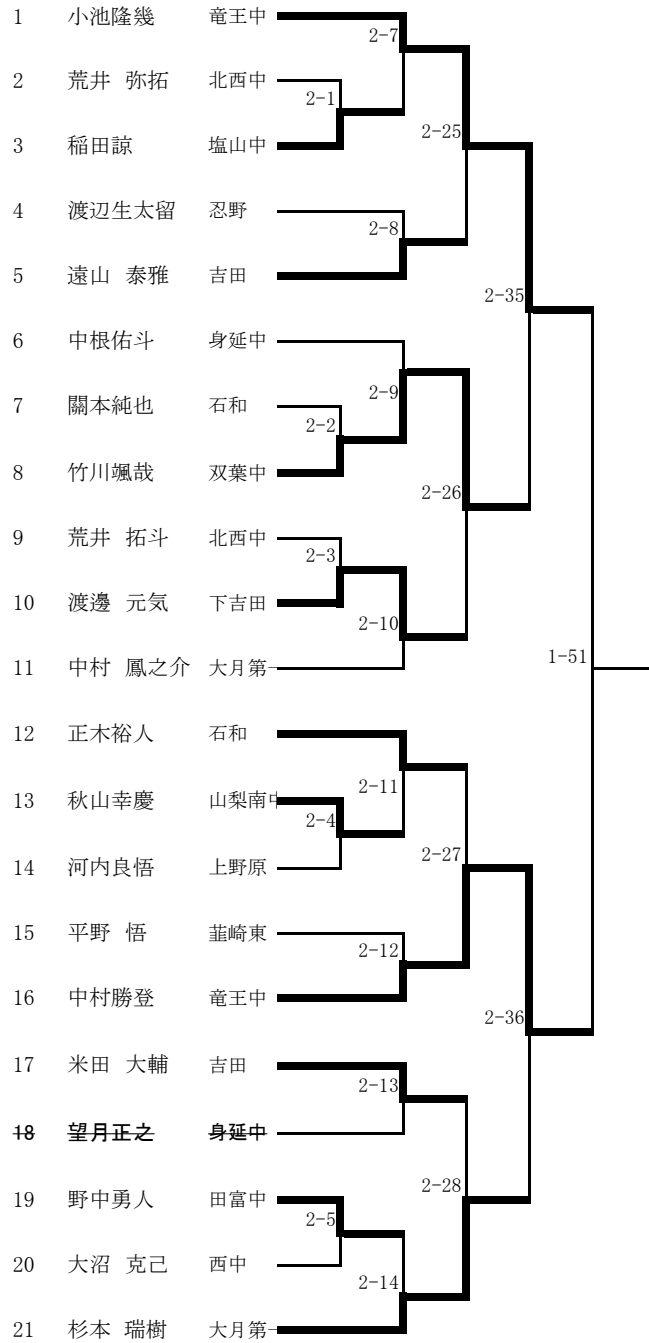 1 小池隆幾 竜王中
2-7
2 荒井 弥拓 北西中
2-1
2-25
3 稲田諒 塩山中
4 渡辺生太留 忍野
2-8
5 遠山 泰雅 吉田
2-35
6 中根佑斗 身延中
2-9
7 關本純也 石和
2-2
8 竹川颯哉 双葉中
2-26
9 荒井 拓斗 北西中
2-3
10 渡邊 元気 下吉田
2-10
1-51
11 中村 鳳之介 大月第一
12 正木裕人 石和
2-11
13 秋山幸慶 山梨南中
2-4
2-27
14 河内良悟 上野原
15 平野 悟 韮崎東
2-12
16 中村勝登 竜王中
2-36
17 米田 大輔 吉田
2-13
18 望月正之 身延中
2-28
19 野中勇人 田富中
2-5
20 大沼 克己 西中
2-14
21 杉本 瑞樹 大月第一